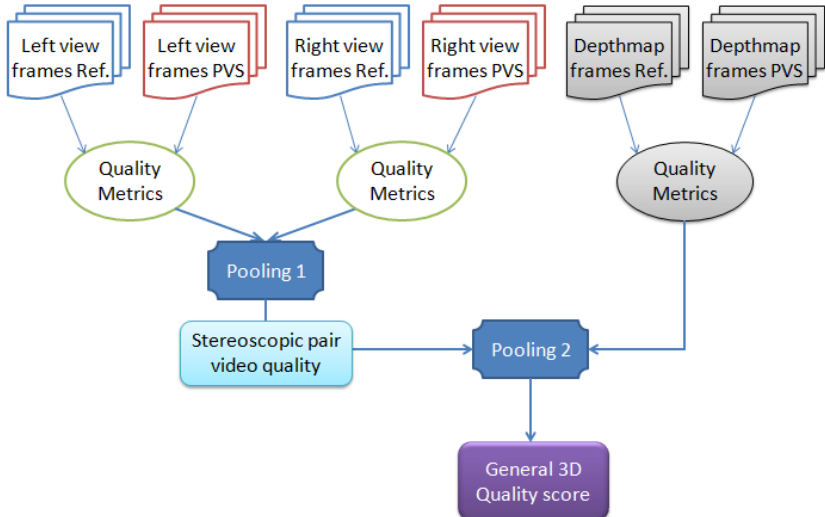 Left view
frames Ref.
Left view
frames PVS
Right view
frames Ref.
Right view
frames PVS
Depthmap
frames Ref.
Depthmap
frames PVS
Quality
Metrics
Quality
Metrics
Quality
Metrics
Pooling 1
Stereoscopic pair
video quality
Pooling 2
General 3D
Quality score